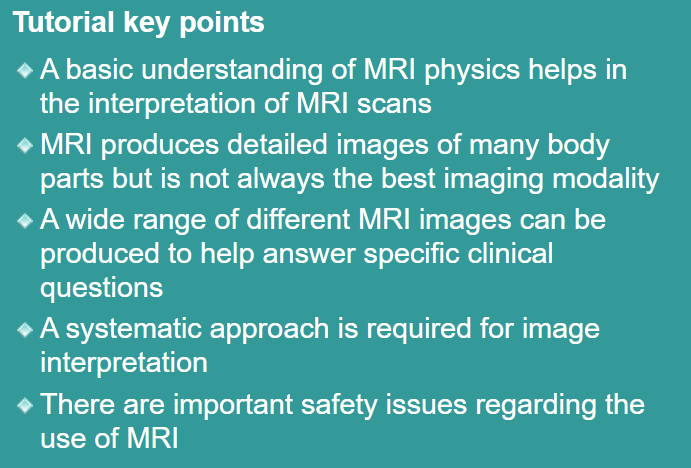 Tutorial key points
A basic understanding of MRI physics helps in
the interpretation of MRI scans
MRI produces detailed images of many body
parts but is not always the best imaging modality
A wide range of different MRI images can be
produced to help answer specific clinical
questions
A systematic approach is required for image
interpretation
There are important safety issues regarding the
use of MRI